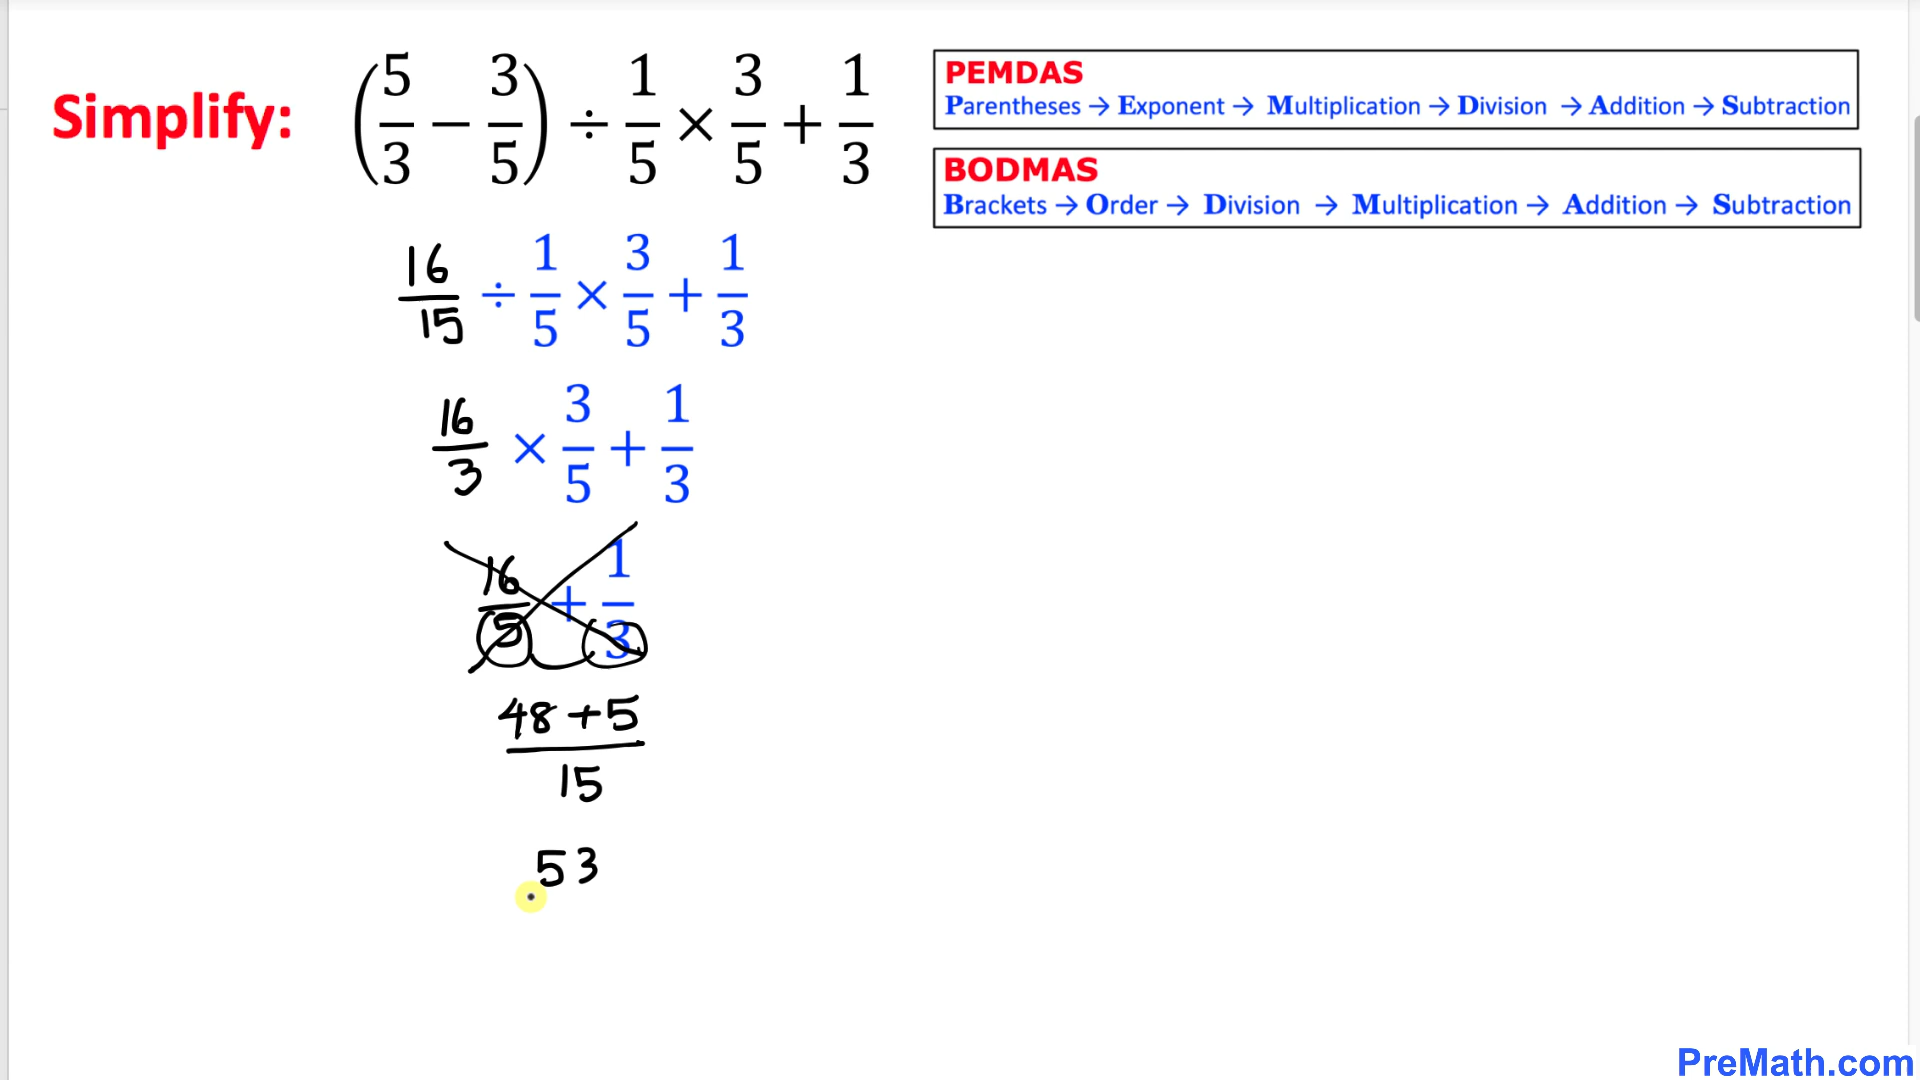 Simplify: (5/3 − 3/5) ÷ 1/5 × 3/5 + 1/3
PEMDAS
Parentheses → Exponent → Multiplication → Division → Addition → Subtraction
BODMAS
Brackets → Order → Division → Multiplication → Addition → Subtraction
16/15 ÷ 1/5 × 3/5 + 1/3
16/3 × 3/5 + 1/3
16/5 + 1/3
48 + 5
15
53
PreMath.com